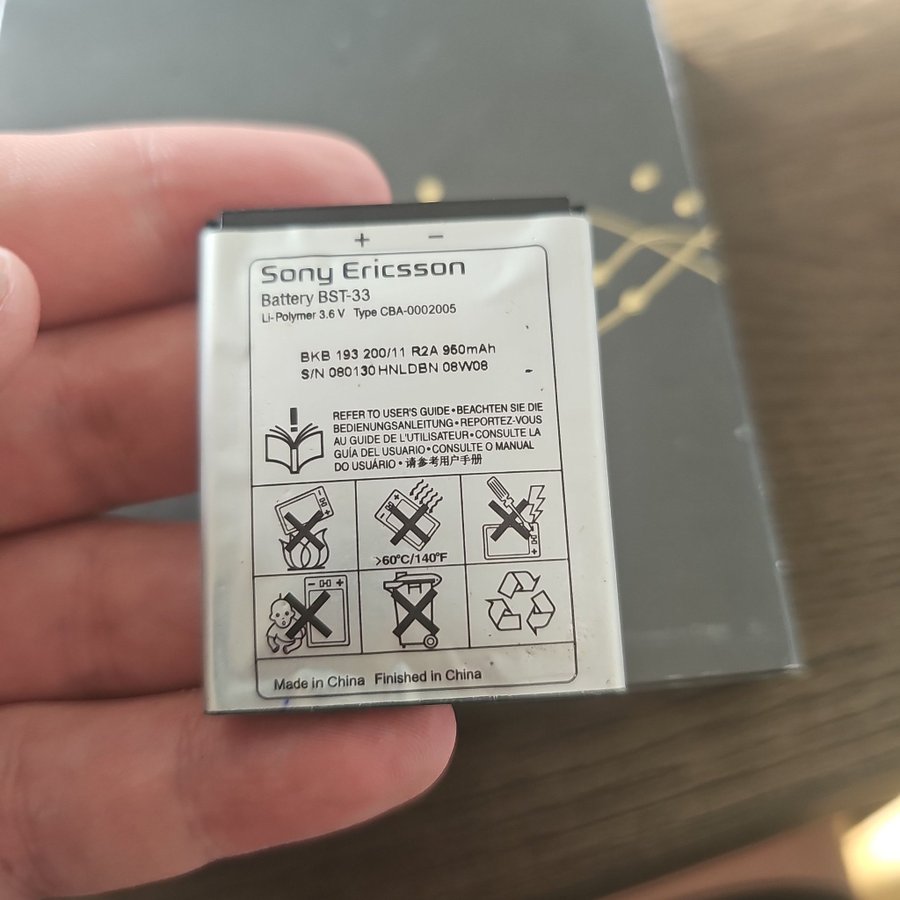 + −
Sony Ericsson
Battery BST-33
Li-Polymer 3.6 V Type CBA-0002005
BKB 193 200/11 R2A 950mAh
S/N 080130HNLDBN 08W08
REFER TO USER'S GUIDE • BEACHTEN SIE DIE
BEDIENUNGSANLEITUNG • REPORTEZ-VOUS
AU GUIDE DE L'UTILISATEUR • CONSULTE LA
GUÍA DEL USUARIO • CONSULTE O MANUAL
DO USUÁRIO • 请参考用户手册
>60°C/140°F
Made in China Finished in China